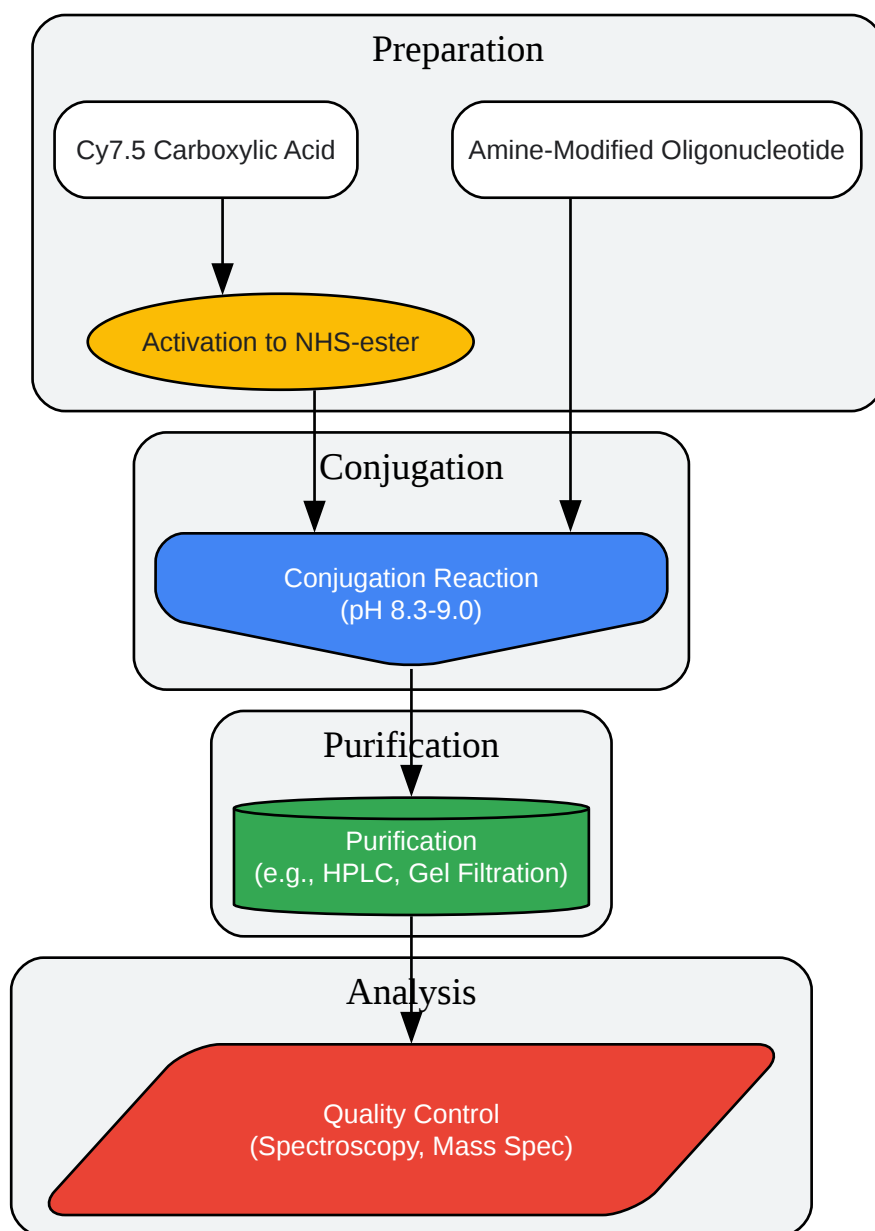 Preparation
Cy7.5 Carboxylic Acid
Amine-Modified Oligonucleotide
Activation to NHS-ester
Conjugation
Conjugation Reaction
(pH 8.3-9.0)
Purification
Purification
(e.g., HPLC, Gel Filtration)
Analysis
Quality Control
(Spectroscopy, Mass Spec)